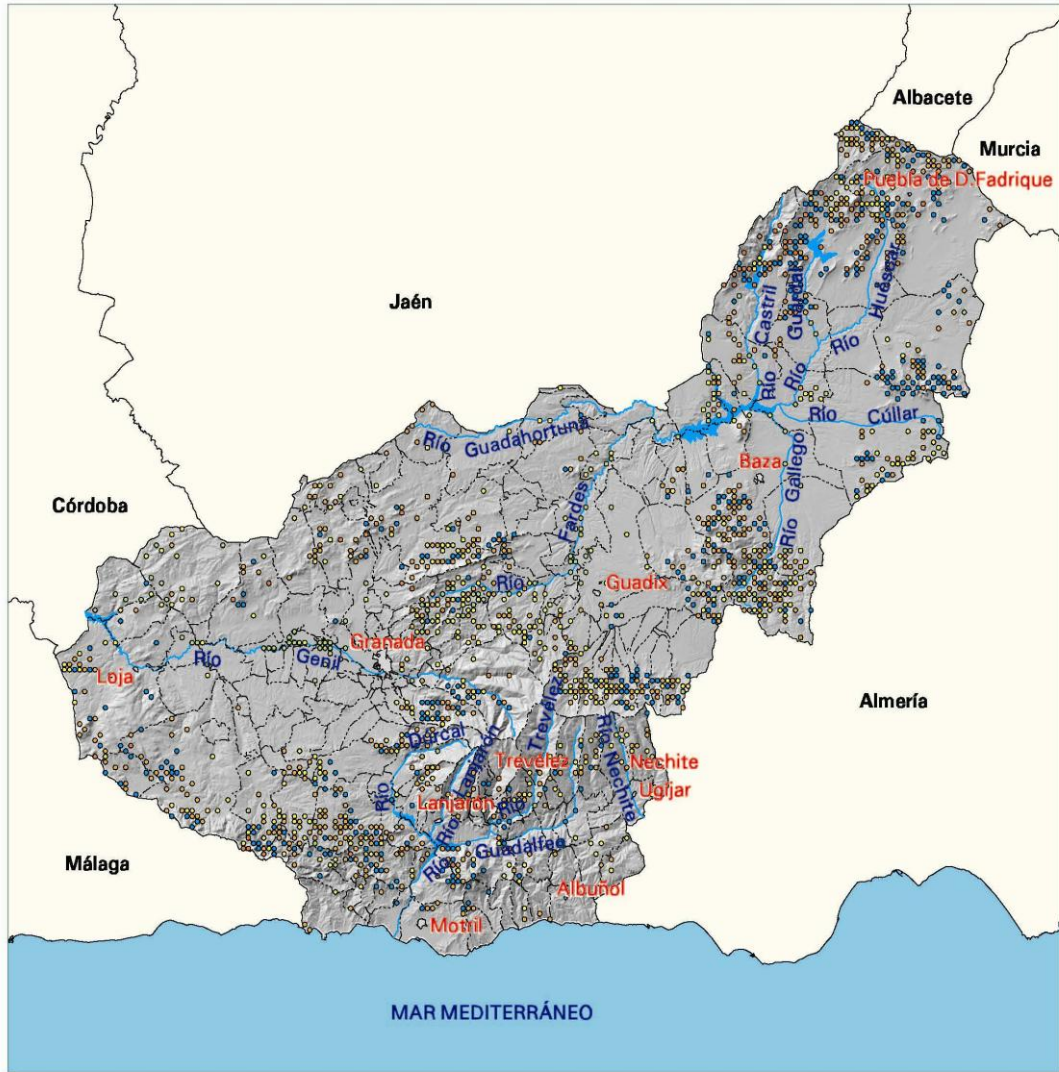 Albacete
Murcia
Puebla de D.Fadrique
Jaén
Río Castril
Río Guardal
Río Huescar
Río Guadahortuna
Río Cúllar
Baza
Río Gallego
Córdoba
Río Fardes
Guadix
Granada
Río Genil
Loja
Almería
Río Dúrcal
Río Lanjarón
Río Trevélez
Trevélez
Río Nechite
Nechite
Ugíjar
Lanjarón
Río Guadalfeo
Málaga
Albuñol
Motril
MAR MEDITERRÁNEO